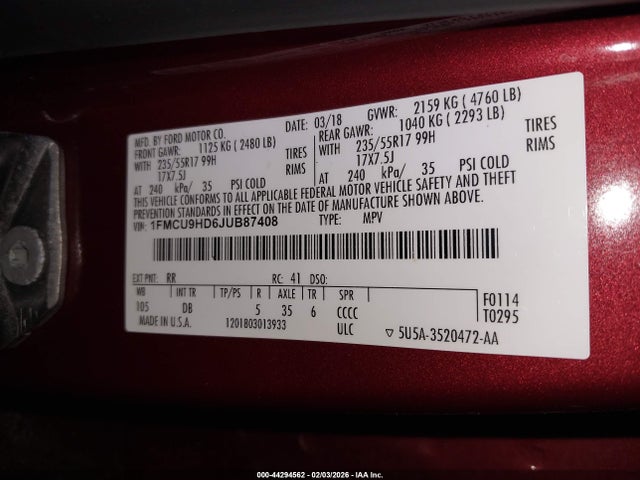 MFD. BY FORD MOTOR CO. DATE: 03/18 GVWR: 2159 KG ( 4760 LB)
FRONT GAWR: 1125 KG ( 2480 LB) REAR GAWR: 1040 KG ( 2293 LB)
WITH 235/55R17 99H TIRES WITH 235/55R17 99H TIRES
17X7.5J RIMS 17X7.5J RIMS
AT 240 kPa/ 35 PSI COLD AT 240 kPa/ 35 PSI COLD
THIS VEHICLE CONFORMS TO ALL APPLICABLE FEDERAL MOTOR VEHICLE SAFETY AND THEFT
PREVENTION STANDARDS IN EFFECT ON THE DATE OF MANUFACTURE SHOWN ABOVE.
VIN: 1FMCU9HD6JUB87408 TYPE: MPV
EXT PNT: RR RC: 41 DSO:
WB INT TR TP/PS R AXLE TR SPR F0114
105 DB 5 35 6 CCCC T0295
MADE IN U.S.A. 1201803013933 ULC 5U5A-3520472-AA
000-44294562 - 02/03/2026 - IAA Inc.